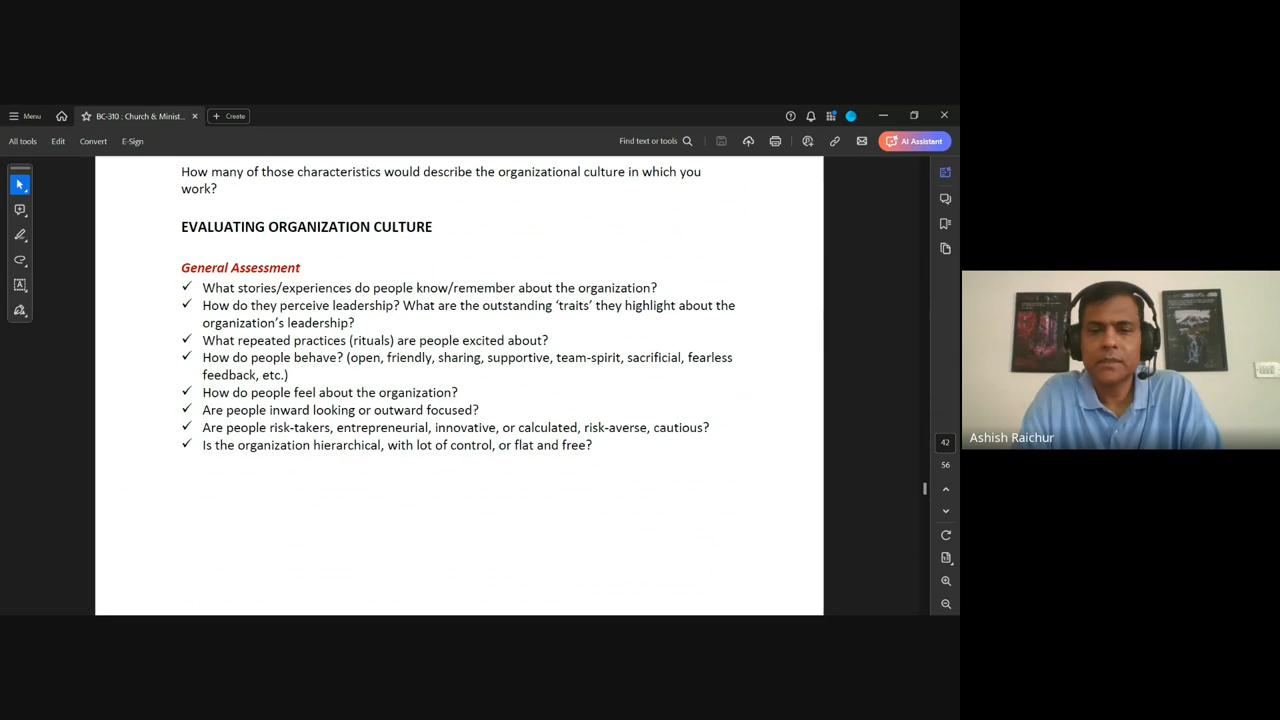 Menu
BC-310 : Church & Minist...
Create
All tools
Edit
Convert
E-Sign
Find text or tools
AI Assistant
How many of those characteristics would describe the organizational culture in which you
work?
EVALUATING ORGANIZATION CULTURE
General Assessment
✓ What stories/experiences do people know/remember about the organization?
✓ How do they perceive leadership? What are the outstanding ‘traits’ they highlight about the
organization’s leadership?
✓ What repeated practices (rituals) are people excited about?
✓ How do people behave? (open, friendly, sharing, supportive, team-spirit, sacrificial, fearless
feedback, etc.)
✓ How do people feel about the organization?
✓ Are people inward looking or outward focused?
✓ Are people risk-takers, entrepreneurial, innovative, or calculated, risk-averse, cautious?
✓ Is the organization hierarchical, with lot of control, or flat and free?
42
56
Ashish Raichur